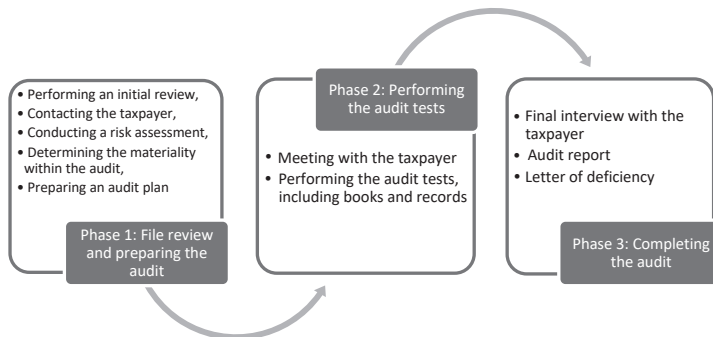 • Performing an initial review,
• Contacting the taxpayer,
• Conducting a risk assessment,
• Determining the materiality
within the audit,
• Preparing an audit plan
Phase 1: File review
and preparing the
audit
Phase 2: Performing
the audit tests
• Meeting with the taxpayer
• Performing the audit tests,
including books and records
• Final interview with the
taxpayer
• Audit report
• Letter of deficiency
Phase 3: Completing
the audit